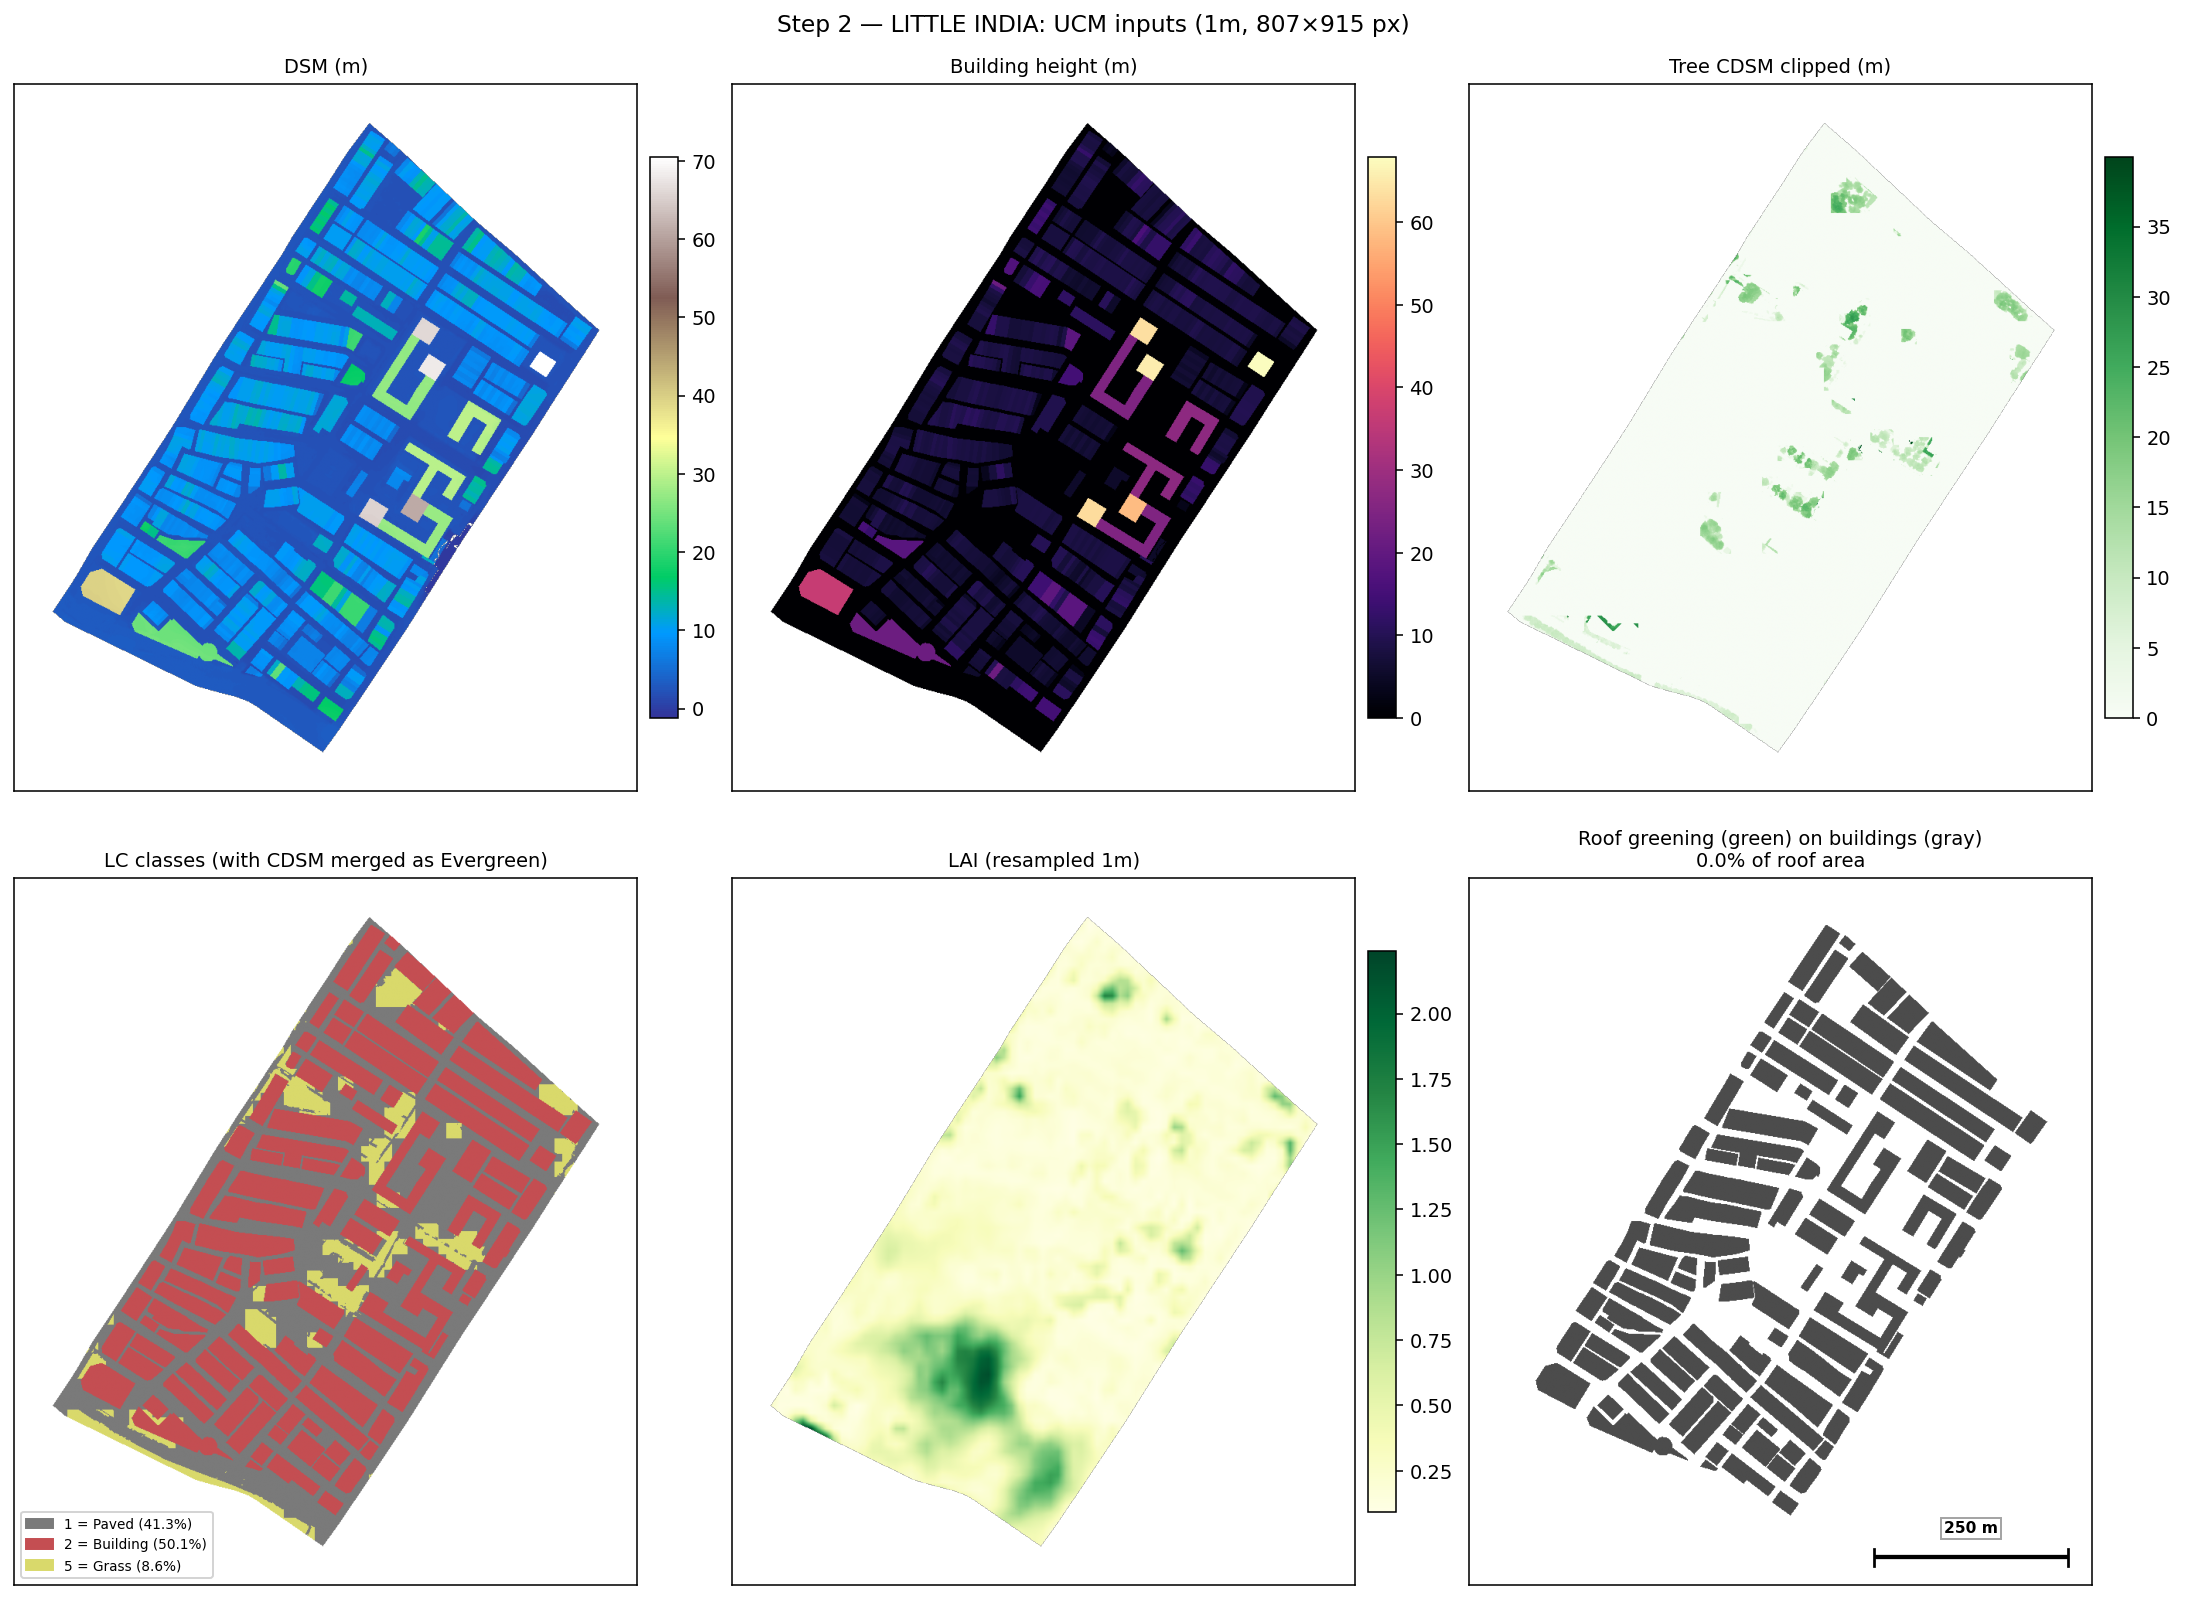 Step 2 — LITTLE INDIA: UCM inputs (1m, 807×915 px)
DSM (m)
70
60
50
40
30
20
10
0
Building height (m)
60
50
40
30
20
10
0
Tree CDSM clipped (m)
35
30
25
20
15
10
5
0
LC classes (with CDSM merged as Evergreen)
1 = Paved (41.3%)
2 = Building (50.1%)
5 = Grass (8.6%)
LAI (resampled 1m)
2.00
1.75
1.50
1.25
1.00
0.75
0.50
0.25
Roof greening (green) on buildings (gray)
0.0% of roof area
250 m